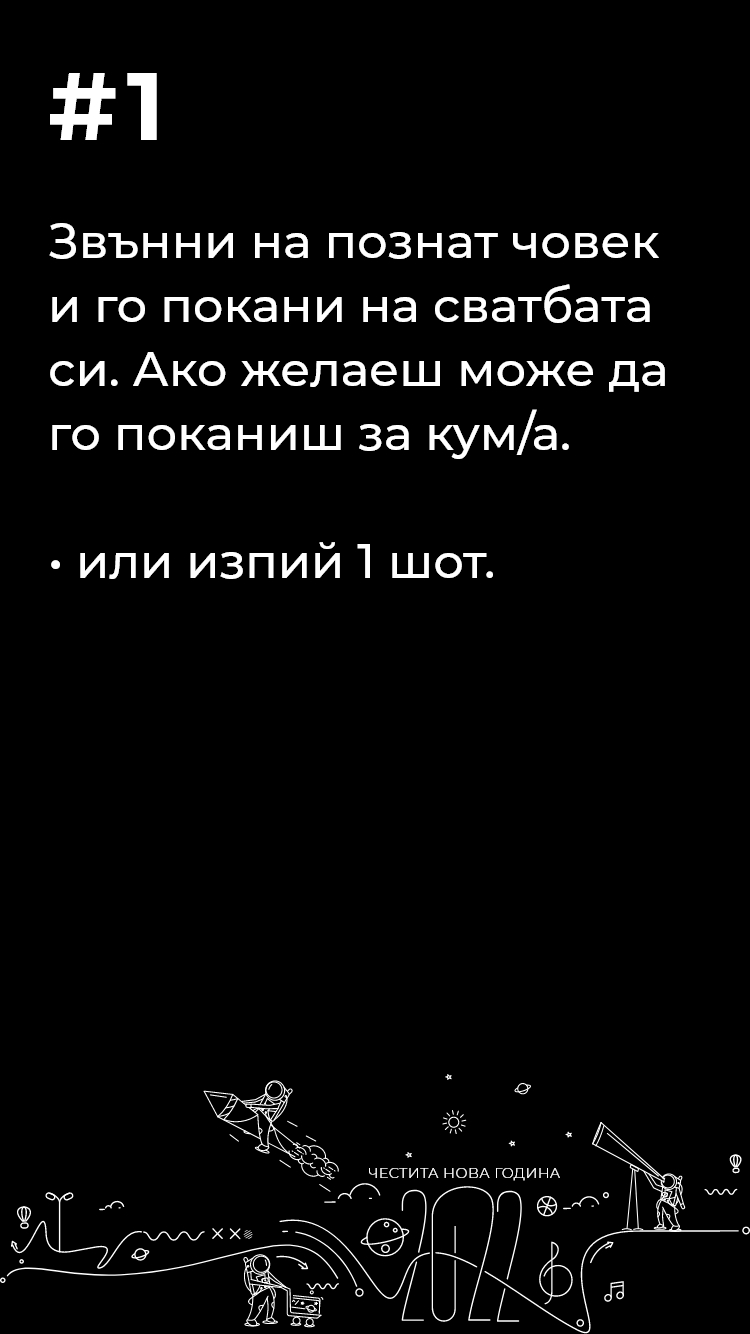 #1
Звънни на познат човек
и го покани на сватбата
си. Ако желаеш може да
го поканиш за кум/а.
• или изпий 1 шот.
ЧЕСТИТА НОВА ГОДИНА
2022